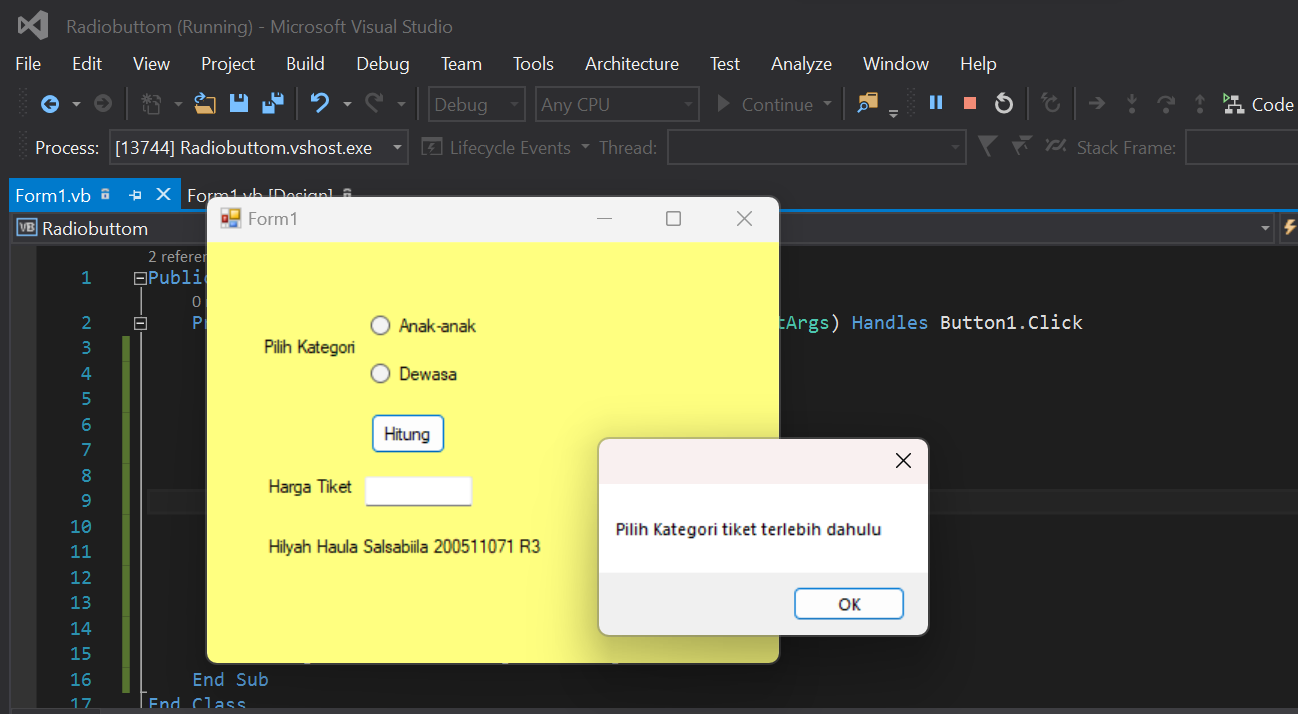 Radiobuttom (Running) - Microsoft Visual Studio
File Edit View Project Build Debug Team Tools Architecture Test Analyze Window Help
Debug Any CPU Continue Code
Process: [13744] Radiobuttom.vshost.exe Lifecycle Events Thread: Stack Frame:
Form1.vb Form1.vb [Design]
VB Radiobuttom
Form1
2 referen
1 Public
0
2 Pr tArgs) Handles Button1.Click
3
4
5
6
7
8
9
10
11
12
13
14
15
16 End Sub
17 End Class
Pilih Kategori
Anak-anak
Dewasa
Hitung
Harga Tiket
Hilyah Haula Salsabiila 200511071 R3
Pilih Kategori tiket terlebih dahulu
OK